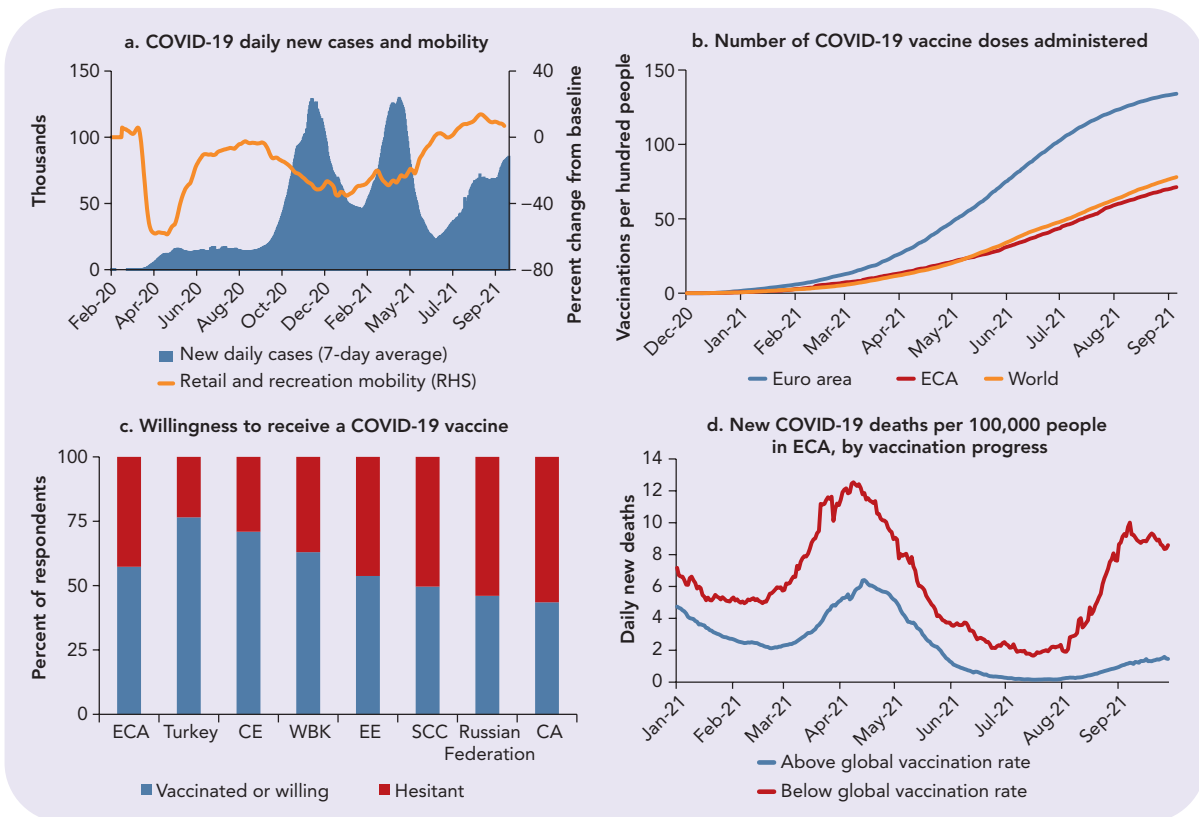 a. COVID-19 daily new cases and mobility
Thousands
150
100
50
0
40
0
−40
−80
Percent change from baseline
Feb-20
Apr-20
Jun-20
Aug-20
Oct-20
Dec-20
Feb-21
May-21
Jul-21
Sep-21
New daily cases (7-day average)
Retail and recreation mobility (RHS)
b. Number of COVID-19 vaccine doses administered
Vaccinations per hundred people
150
100
50
0
Dec-20
Jan-21
Feb-21
Mar-21
Apr-21
May-21
Jun-21
Jul-21
Aug-21
Sep-21
Euro area
ECA
World
c. Willingness to receive a COVID-19 vaccine
Percent of respondents
100
75
50
25
0
ECA
Turkey
CE
WBK
EE
SCC
Russian
Federation
CA
Vaccinated or willing
Hesitant
d. New COVID-19 deaths per 100,000 people
in ECA, by vaccination progress
Daily new deaths
14
12
10
8
6
4
2
0
Jan-21
Feb-21
Mar-21
Apr-21
May-21
Jun-21
Jul-21
Aug-21
Sep-21
Above global vaccination rate
Below global vaccination rate